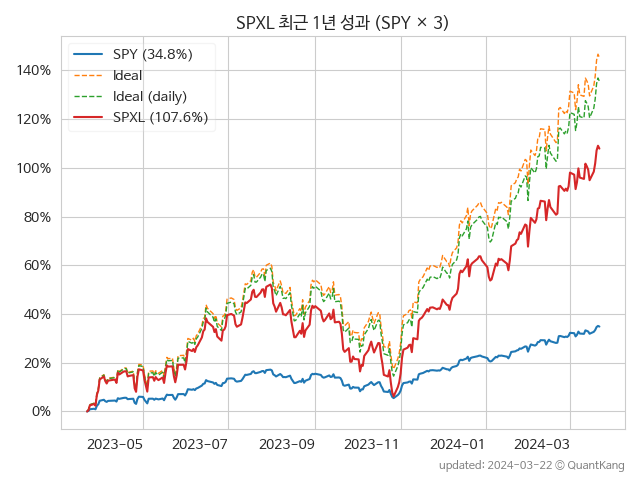 SPXL 최근 1년 성과 (SPY × 3)
SPY (34.8%)
Ideal
Ideal (daily)
SPXL (107.6%)
140%
120%
100%
80%
60%
40%
20%
0%
2023-05 2023-07 2023-09 2023-11 2024-01 2024-03
updated: 2024-03-22 © QuantKang